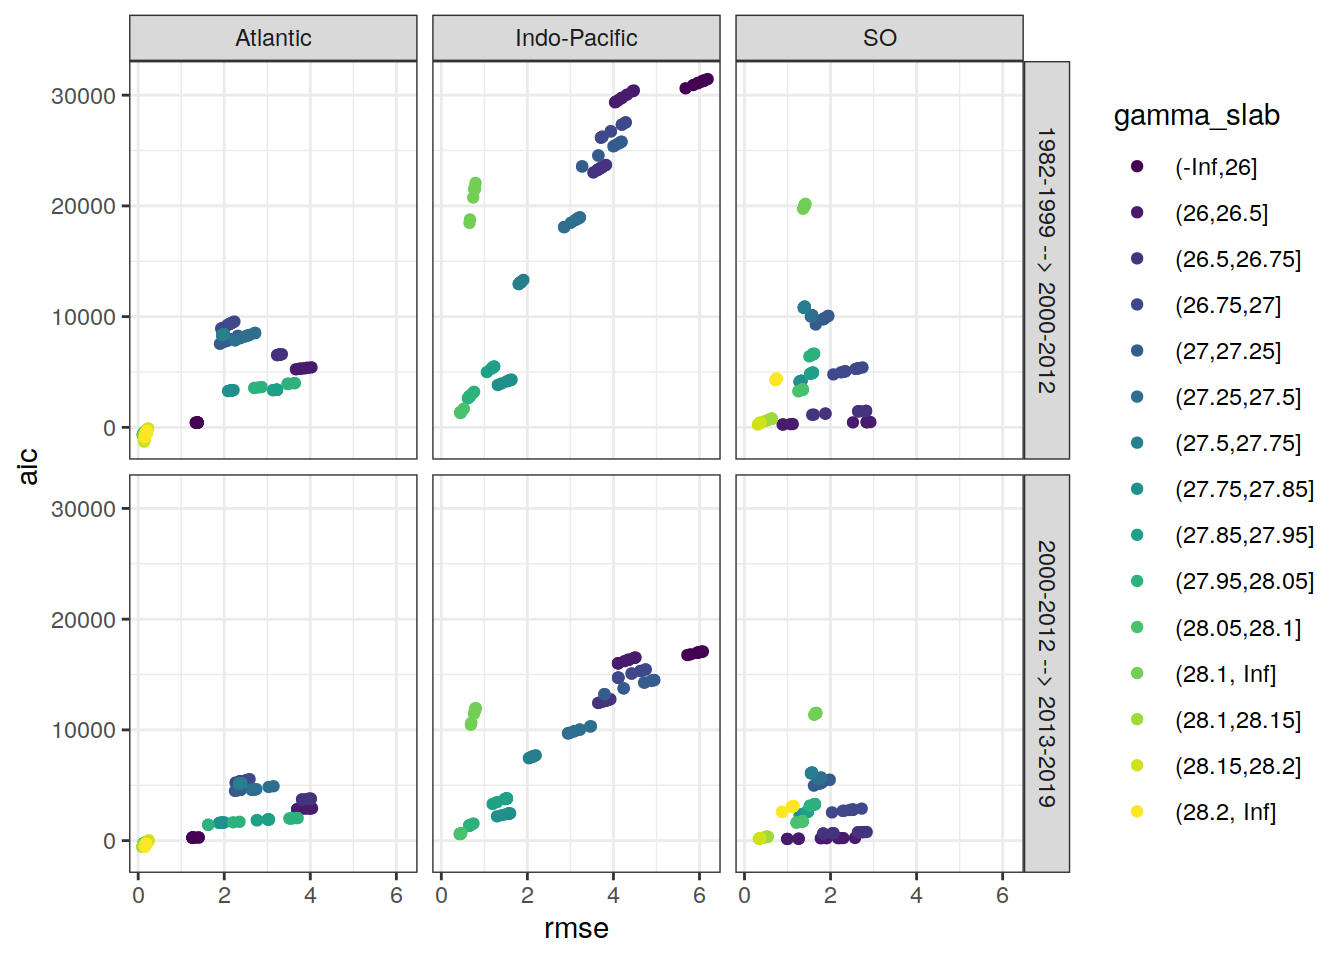 Atlantic
Indo-Pacific
SO
30000
20000
10000
0
1982-1999 --> 2000-2012
30000
20000
10000
0
2000-2012 --> 2013-2019
aic
0
2
4
6
0
2
4
6
0
2
4
6
rmse
gamma_slab
(-Inf,26]
(26,26.5]
(26.5,26.75]
(26.75,27]
(27,27.25]
(27.25,27.5]
(27.5,27.75]
(27.75,27.85]
(27.85,27.95]
(27.95,28.05]
(28.05,28.1]
(28.1, Inf]
(28.1,28.15]
(28.15,28.2]
(28.2, Inf]